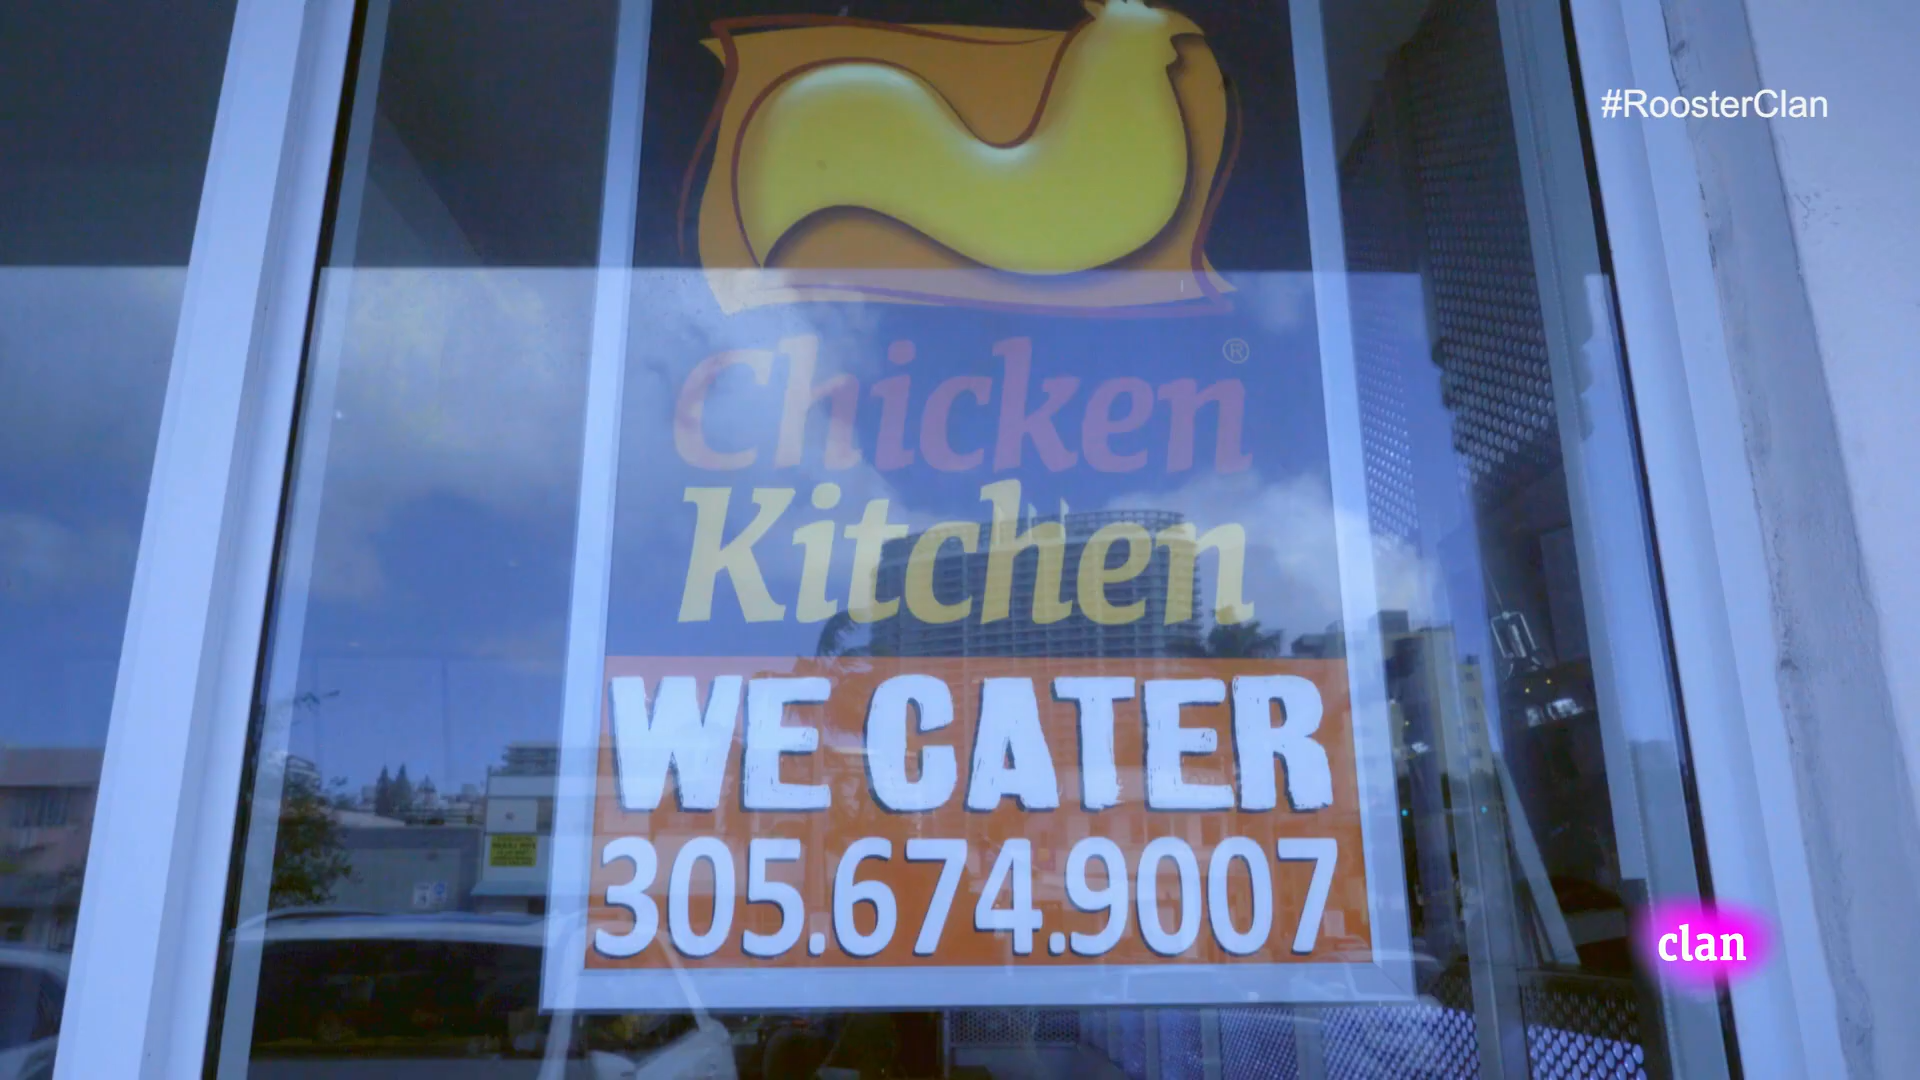 #RoosterClan
Chicken ®
Kitchen
WE CATER
305.674.9007
clan